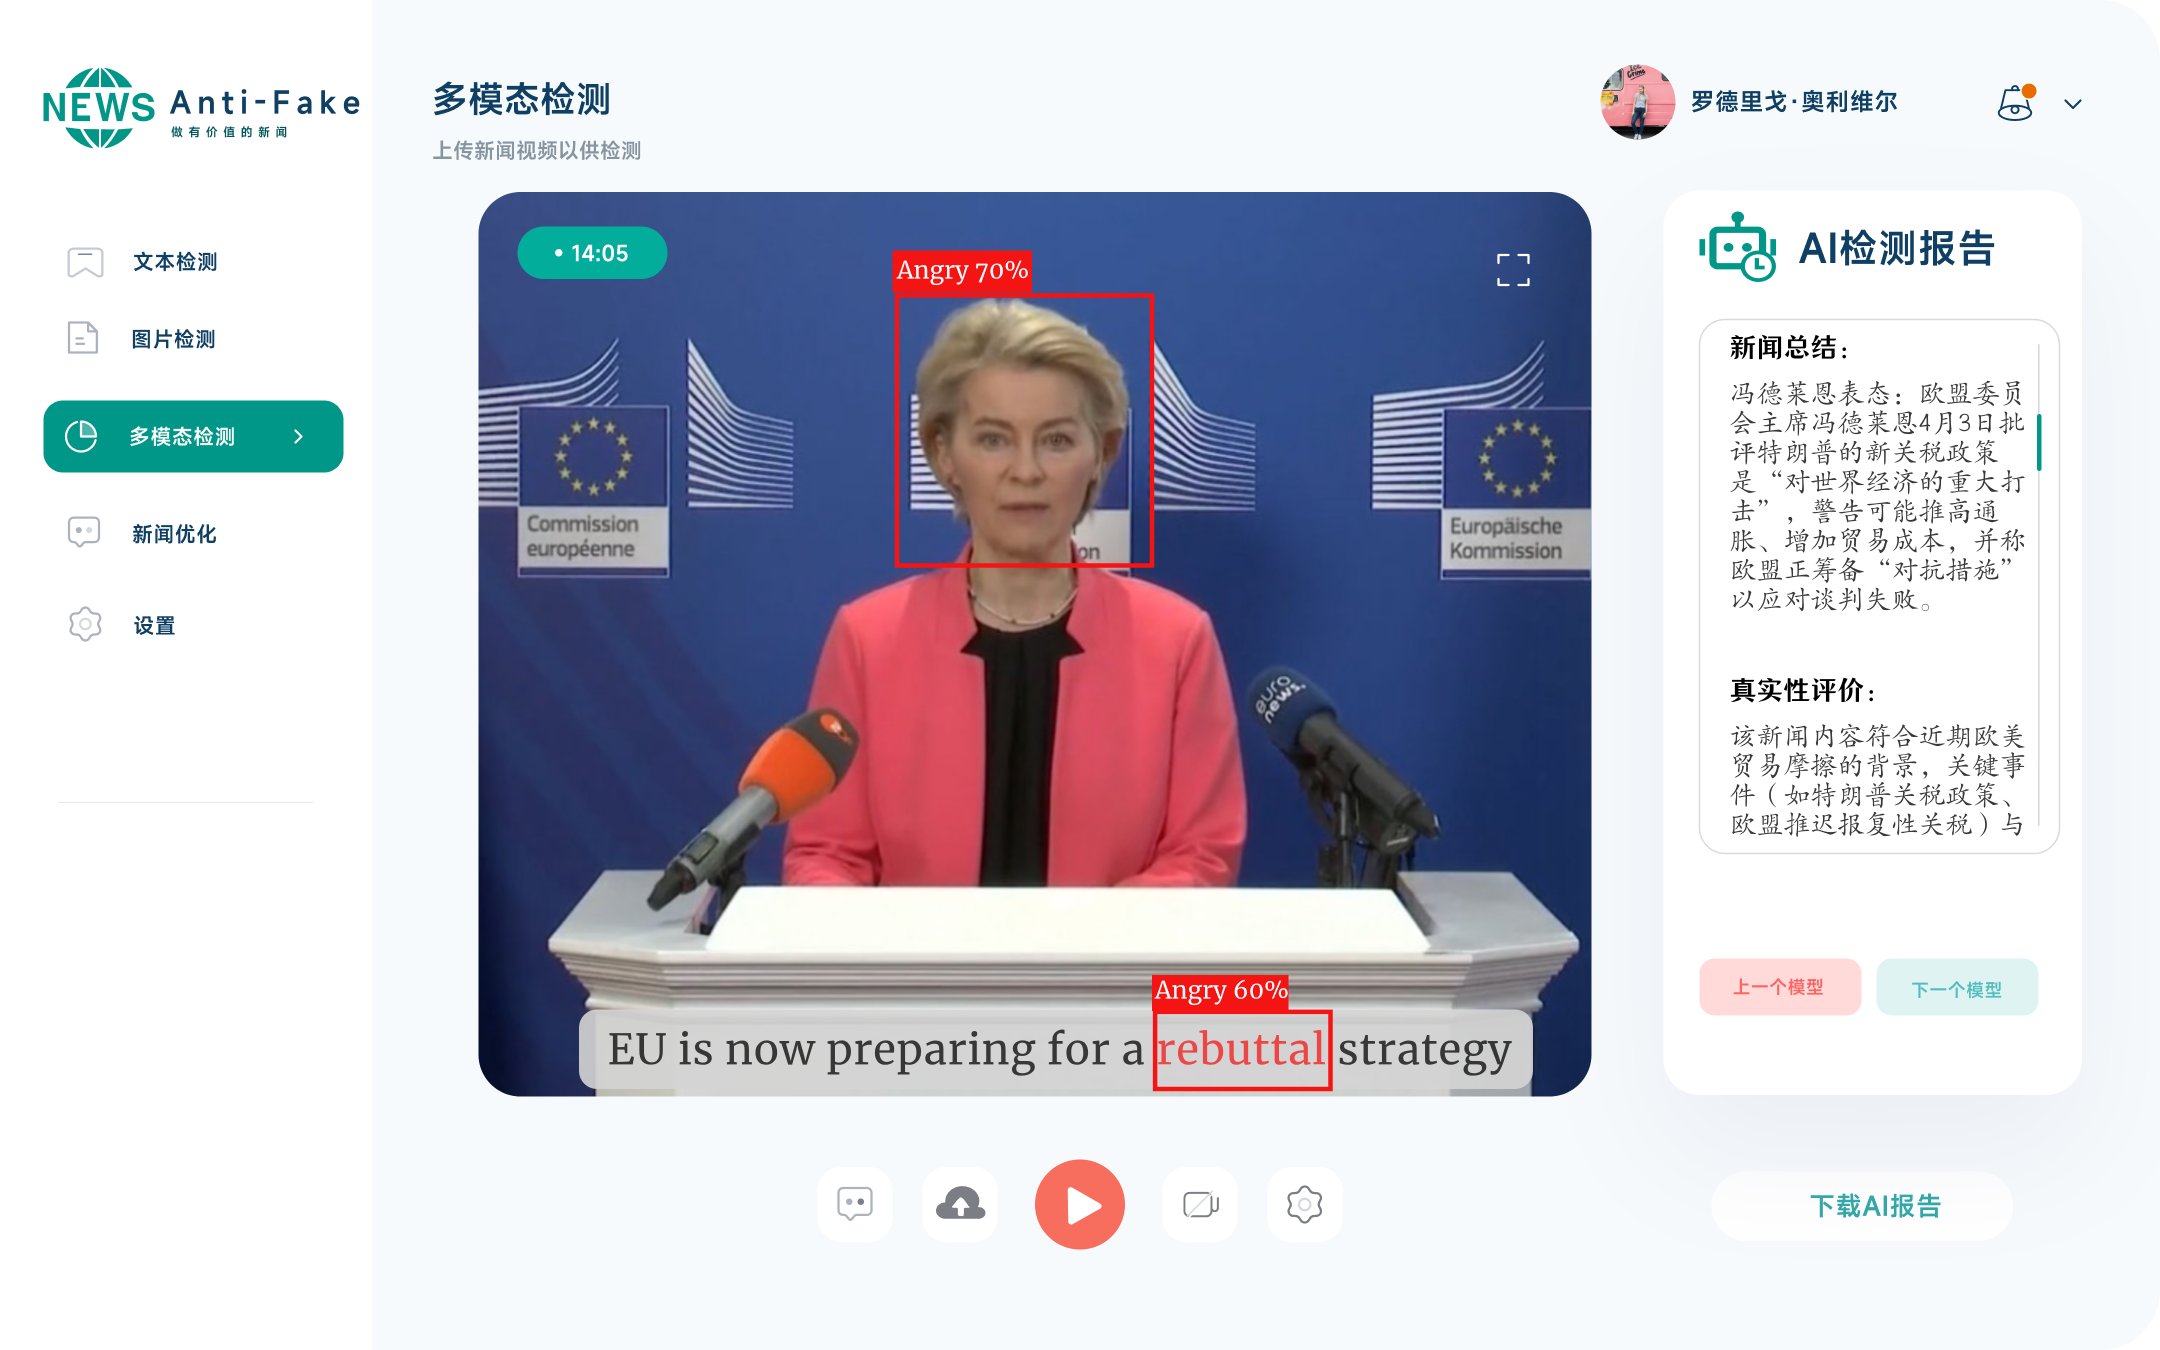 NEWS
Anti-Fake
做有价值的新闻
文本检测
图片检测
多模态检测
新闻优化
设置
多模态检测
上传新闻视频以供检测
罗德里戈·奥利维尔
• 14:05
Angry 70%
Commission
européenne
on
Europäische
Kommission
euro
news.
Angry 60%
EU is now preparing for a rebuttal strategy
AI检测报告
新闻总结：
冯德莱恩表态：欧盟委员
会主席冯德莱恩4月3日批
评特朗普的新关税政策
是“对世界经济的重大打
击”，警告可能推高通
胀、增加贸易成本，并称
欧盟正筹备“对抗措施”
以应对谈判失败。
真实性评价：
该新闻内容符合近期欧美
贸易摩擦的背景，关键事
件（如特朗普关税政策、
欧盟推迟报复性关税）与
上一个模型
下一个模型
下载AI报告